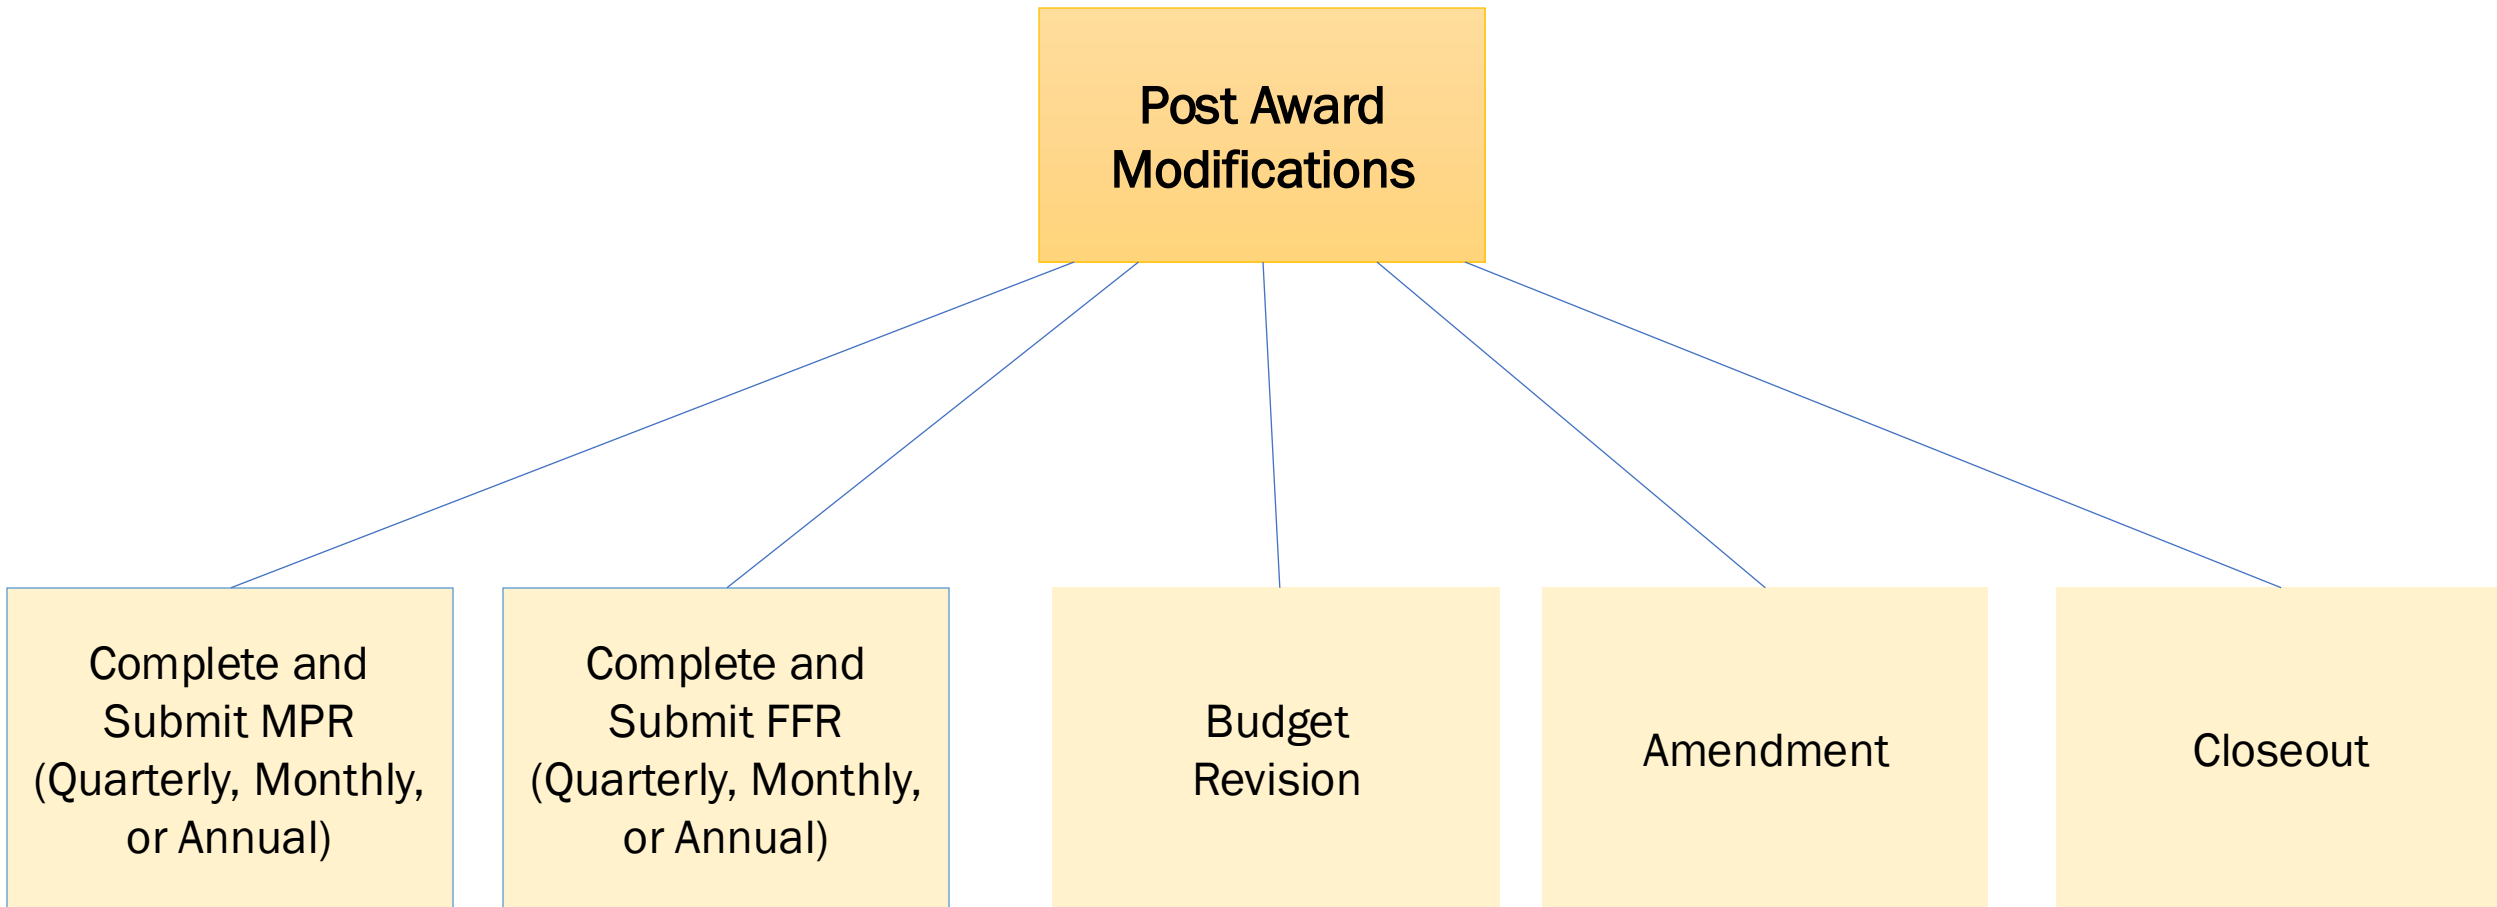 Post Award
Modifications
Complete and
Submit MPR
(Quarterly, Monthly,
or Annual)
Complete and
Submit FFR
(Quarterly, Monthly,
or Annual)
Budget
Revision
Amendment
Closeout